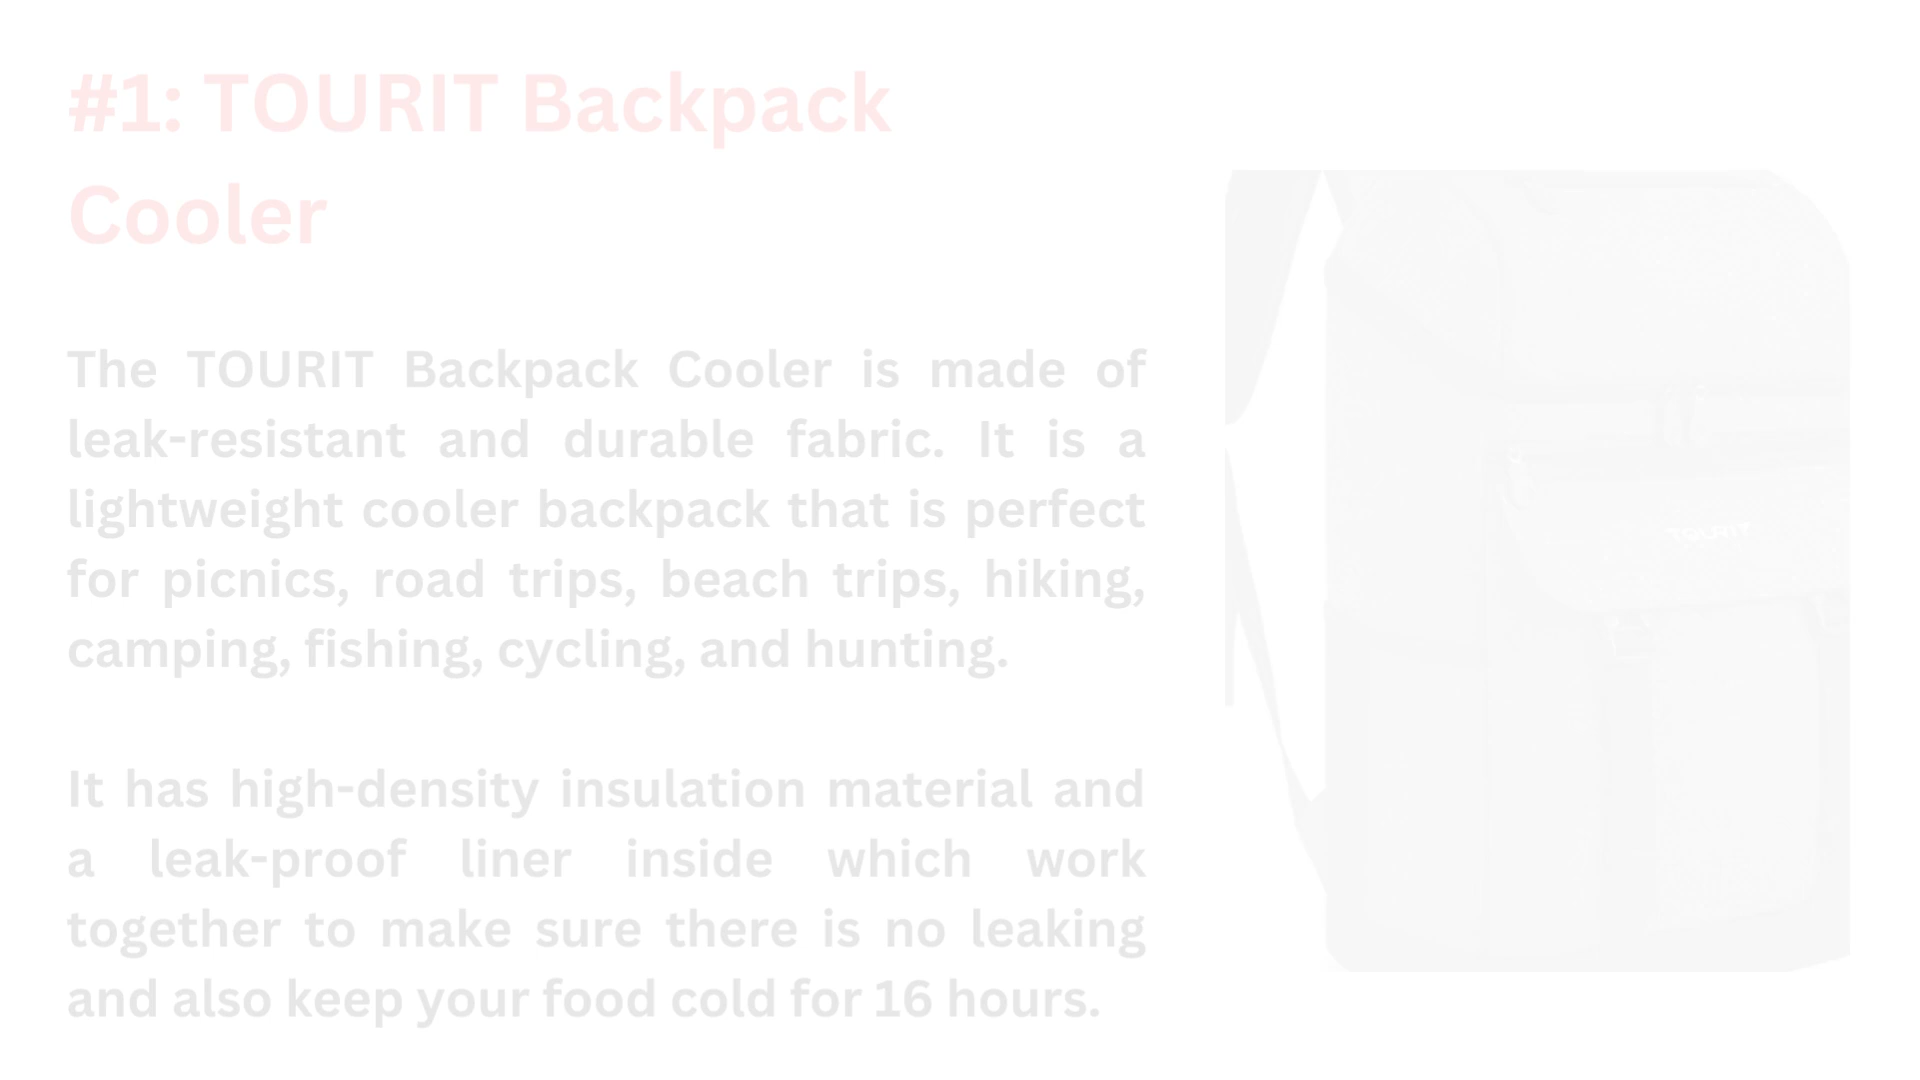 #1: TOURIT Backpack
Cooler
The TOURIT Backpack Cooler is made of
leak-resistant and durable fabric. It is a
lightweight cooler backpack that is perfect
for picnics, road trips, beach trips, hiking,
camping, fishing, cycling, and hunting.
It has high-density insulation material and
a leak-proof liner inside which work
together to make sure there is no leaking
and also keep your food cold for 16 hours.
TOURIT